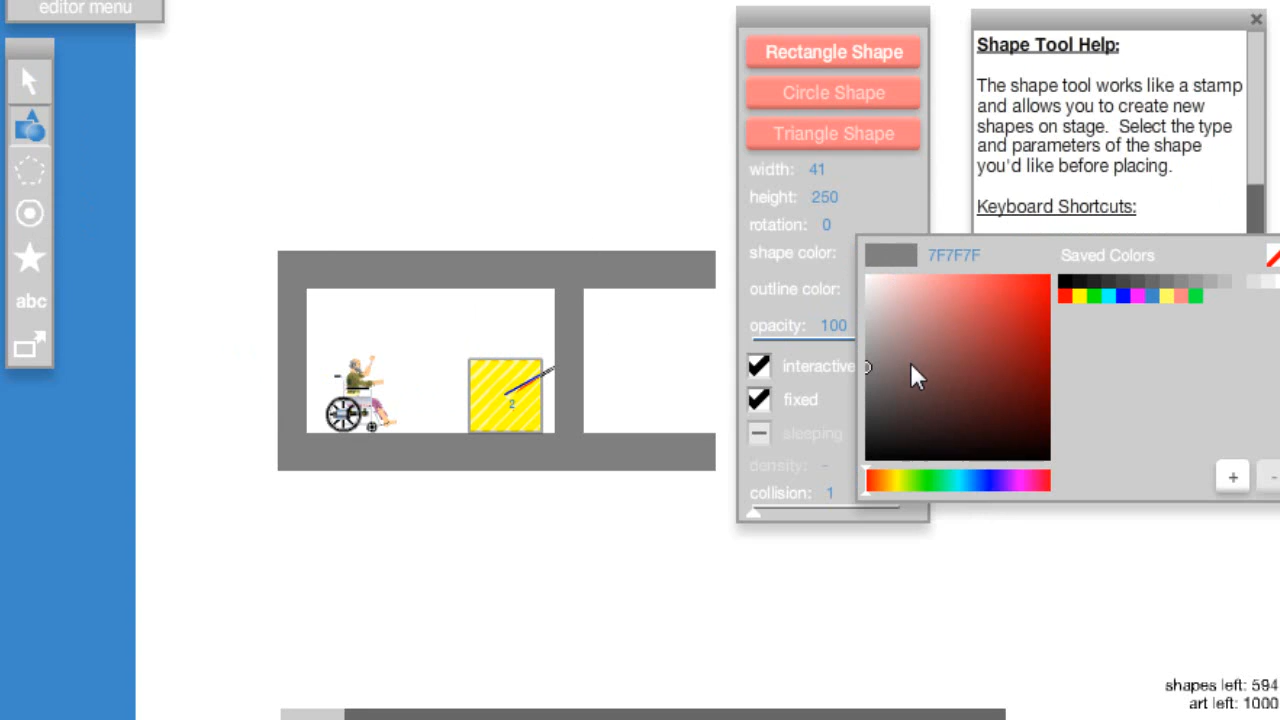 editor menu
abc
2
Rectangle Shape
Circle Shape
Triangle Shape
width: 41
height: 250
rotation: 0
shape color:
outline color:
opacity: 100
interactive
fixed
sleeping
density: -
collision: 1
Shape Tool Help:
The shape tool works like a stamp
and allows you to create new
shapes on stage. Select the type
and parameters of the shape
you'd like before placing.
Keyboard Shortcuts:
7F7F7F
Saved Colors
+
-
shapes left: 594
art left: 1000